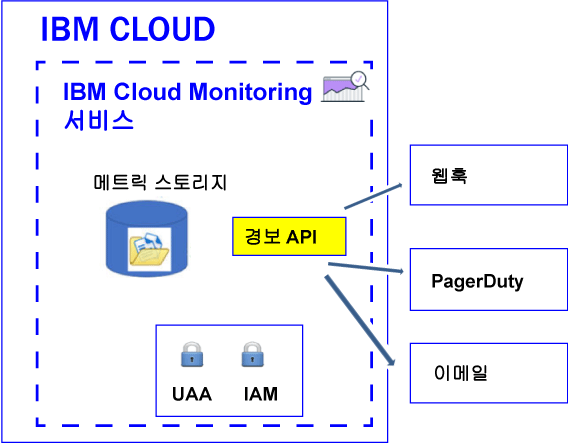 IBM CLOUD
IBM Cloud Monitoring
서비스
메트릭 스토리지
경보 API
웹훅
PagerDuty
이메일
UAA
IAM